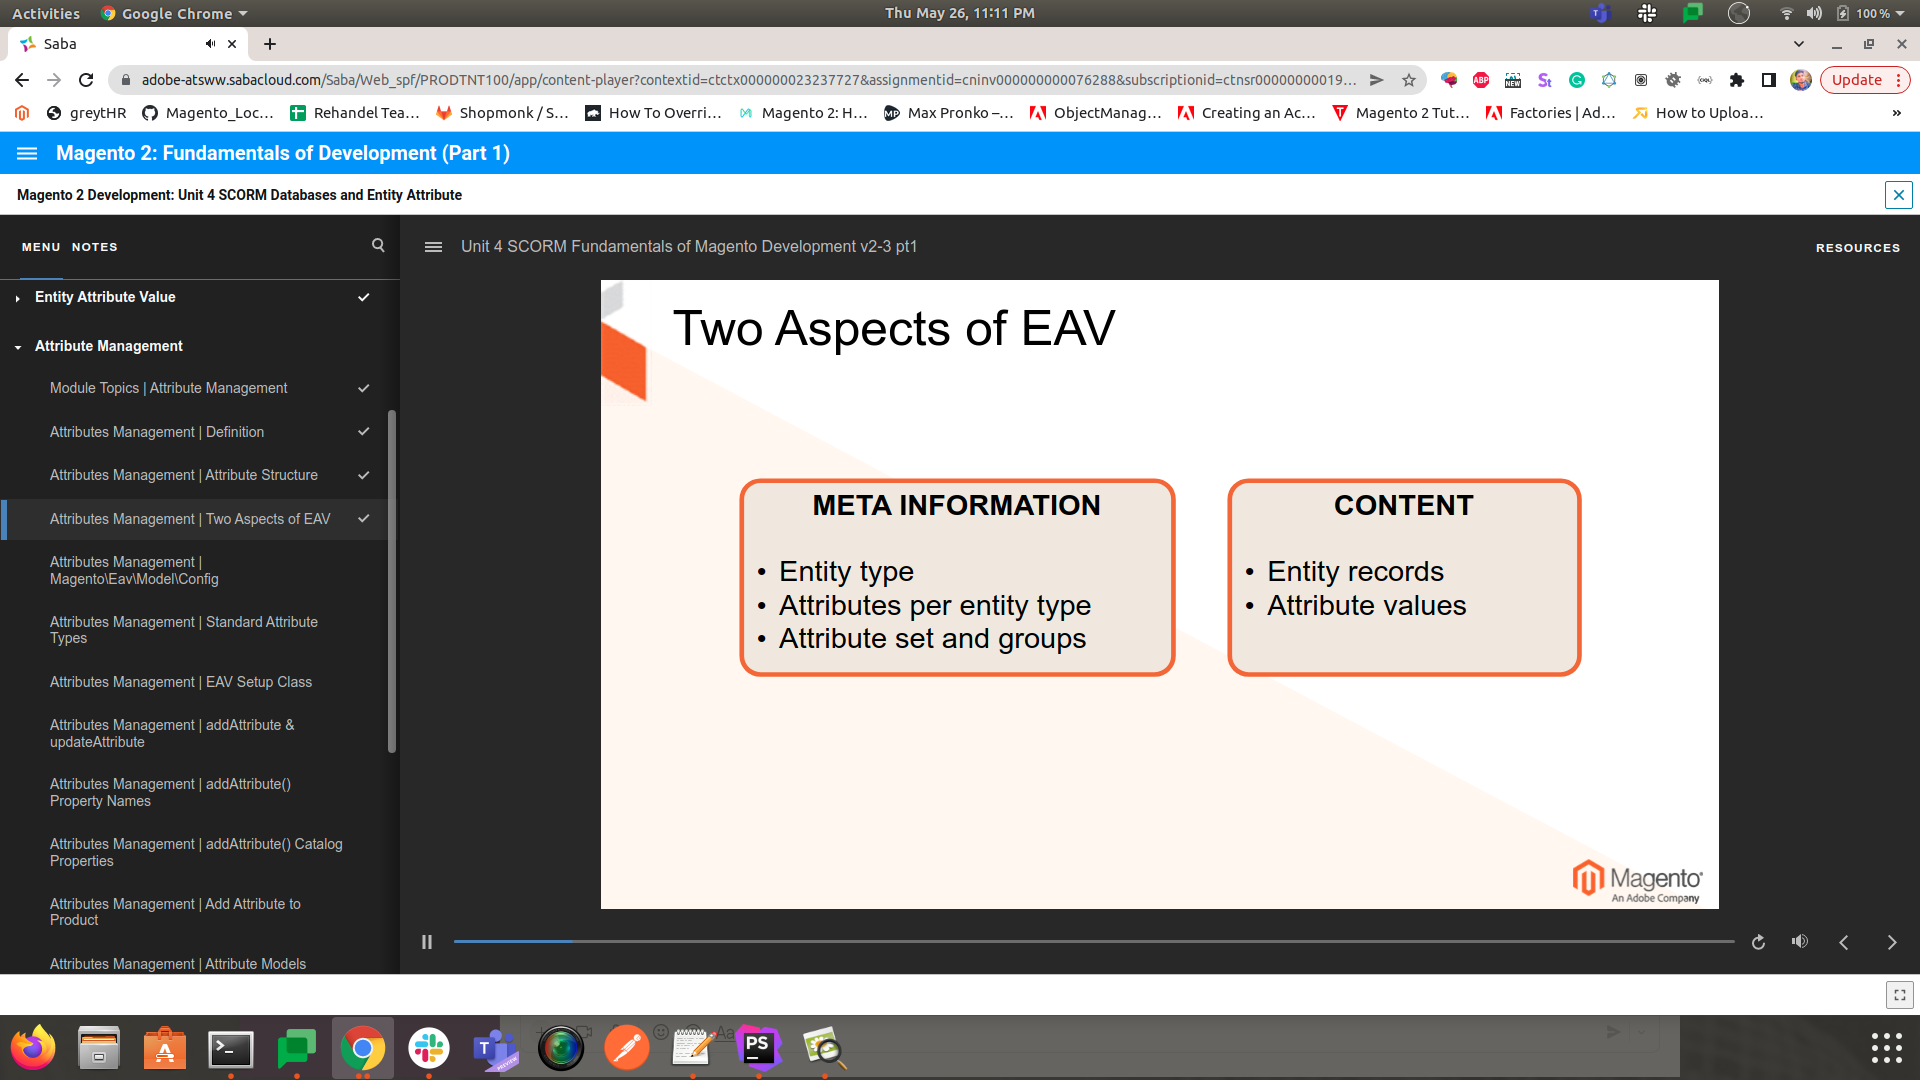 Activities
Google Chrome
Thu May 26, 11:11 PM
100 %
Saba
adobe-atsww.sabacloud.com/Saba/Web_spf/PRODTNT100/app/content-player?contextid=ctctx000000023237727&assignmentid=cninv000000000076288&subscriptionid=ctnsr00000000019…
ABP
NEW
Update
greytHR
Magento_Loc…
Rehandel Tea…
Shopmonk / S…
How To Overri…
Magento 2: H…
Max Pronko –…
ObjectManag…
Creating an Ac…
Magento 2 Tut…
Factories | Ad…
How to Uploa…
»
Magento 2: Fundamentals of Development (Part 1)
Magento 2 Development: Unit 4 SCORM Databases and Entity Attribute
MENU
NOTES
Unit 4 SCORM Fundamentals of Magento Development v2-3 pt1
RESOURCES
Entity Attribute Value
Attribute Management
Module Topics | Attribute Management
Attributes Management | Definition
Attributes Management | Attribute Structure
Attributes Management | Two Aspects of EAV
Attributes Management |
Magento\Eav\Model\Config
Attributes Management | Standard Attribute
Types
Attributes Management | EAV Setup Class
Attributes Management | addAttribute &
updateAttribute
Attributes Management | addAttribute()
Property Names
Attributes Management | addAttribute() Catalog
Properties
Attributes Management | Add Attribute to
Product
Attributes Management | Attribute Models
Two Aspects of EAV
META INFORMATION
• Entity type
• Attributes per entity type
• Attribute set and groups
CONTENT
• Entity records
• Attribute values
Magento
An Adobe Company
PS